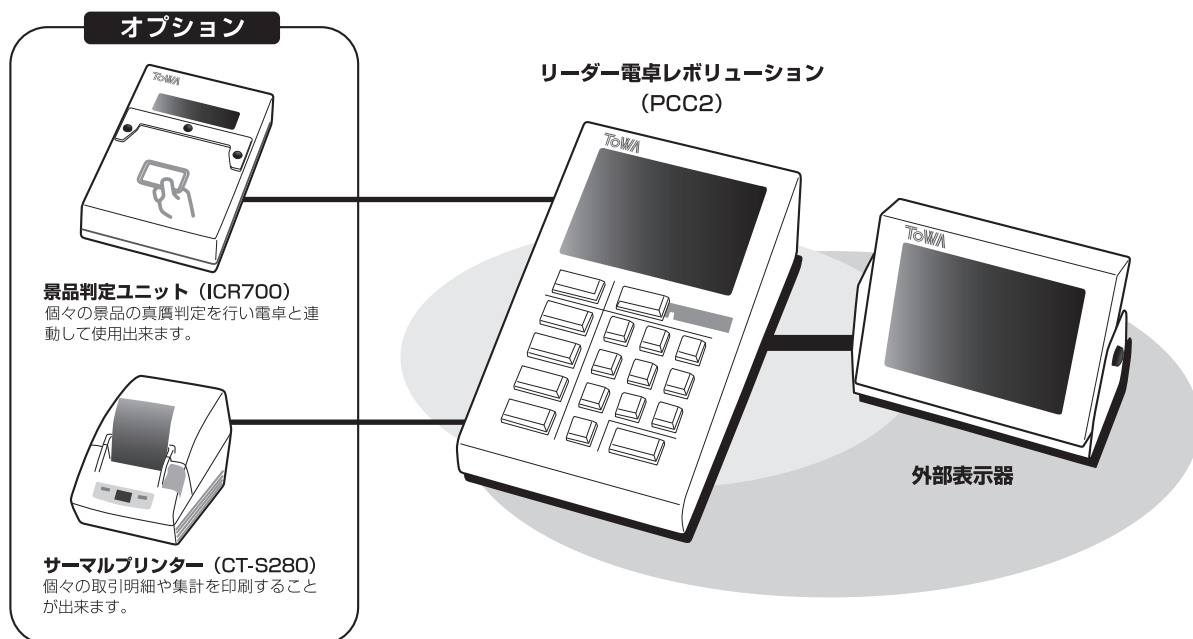 オプション
TOWA
景品判定ユニット（ICR700）
個々の景品の真贋判定を行い電卓と連
動して使用出来ます。
サーマルプリンター（CT-S280）
個々の取引明細や集計を印刷すること
が出来ます。
リーダー電卓レボリューション
（PCC2）
TOWA
TOWA
外部表示器